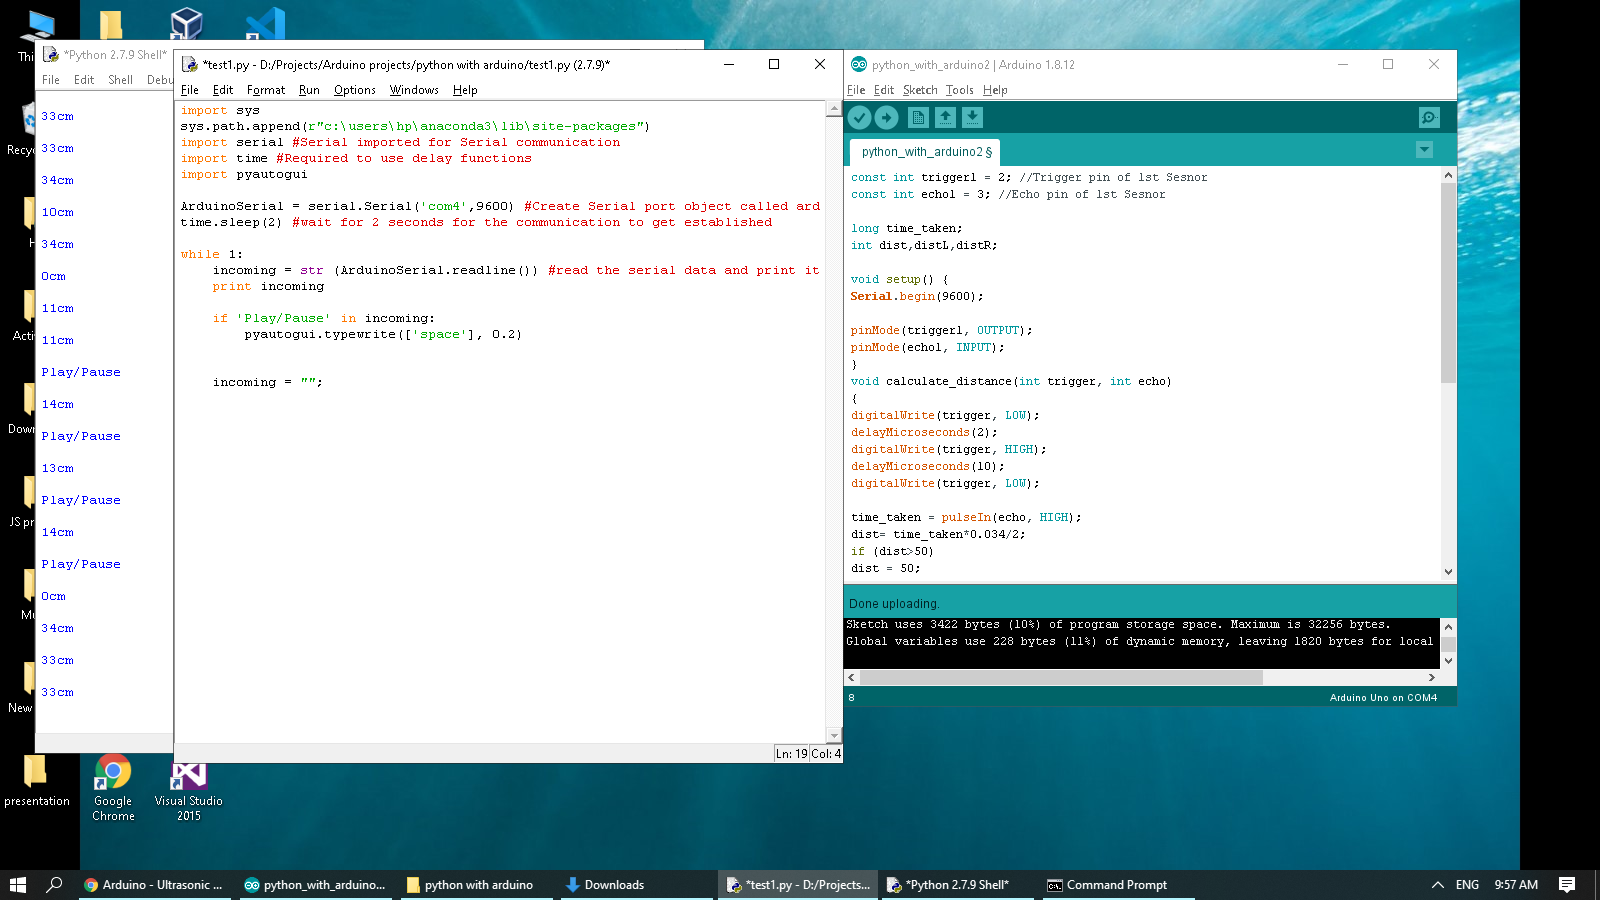 *Python 2.7.9 Shell*
File Edit Shell
33cm
33cm
34cm
10cm
34cm
0cm
11cm
11cm
Play/Pause
14cm
Play/Pause
13cm
Play/Pause
14cm
Play/Pause
0cm
34cm
33cm
33cm
*test1.py - D:/Projects/Arduino projects/python with arduino/test1.py (2.7.9)*
File Edit Format Run Options Windows Help
import sys
sys.path.append(r"c:\users\hp\anaconda3\lib\site-packages")
import serial #Serial imported for Serial communication
import time #Required to use delay functions
import pyautogui
ArduinoSerial = serial.Serial('com4',9600) #Create Serial port object called ard
time.sleep(2) #wait for 2 seconds for the communication to get established
while 1:
incoming = str (ArduinoSerial.readline()) #read the serial data and print it
print incoming
if 'Play/Pause' in incoming:
pyautogui.typewrite(['space'], 0.2)
incoming = "";
Ln: 19 Col: 4
python_with_arduino2 | Arduino 1.8.12
File Edit Sketch Tools Help
python_with_arduino2 §
const int trigger1 = 2; //Trigger pin of 1st Sesnor
const int echo1 = 3; //Echo pin of 1st Sesnor
long time_taken;
int dist,distL,distR;
void setup() {
Serial.begin(9600);
pinMode(trigger1, OUTPUT);
pinMode(echo1, INPUT);
}
void calculate_distance(int trigger, int echo)
{
digitalWrite(trigger, LOW);
delayMicroseconds(2);
digitalWrite(trigger, HIGH);
delayMicroseconds(10);
digitalWrite(trigger, LOW);
time_taken = pulseIn(echo, HIGH);
dist= time_taken*0.034/2;
if (dist>50)
dist = 50;
Done uploading.
Sketch uses 3422 bytes (10%) of program storage space. Maximum is 32256 bytes.
Global variables use 228 bytes (11%) of dynamic memory, leaving 1820 bytes for local
8
Arduino Uno on COM4
presentation
Google Chrome
Visual Studio 2015
Arduino - Ultrasonic ...
python_with_arduino...
python with arduino
Downloads
*test1.py - D:/Projects...
*Python 2.7.9 Shell*
Command Prompt
ENG
9:57 AM